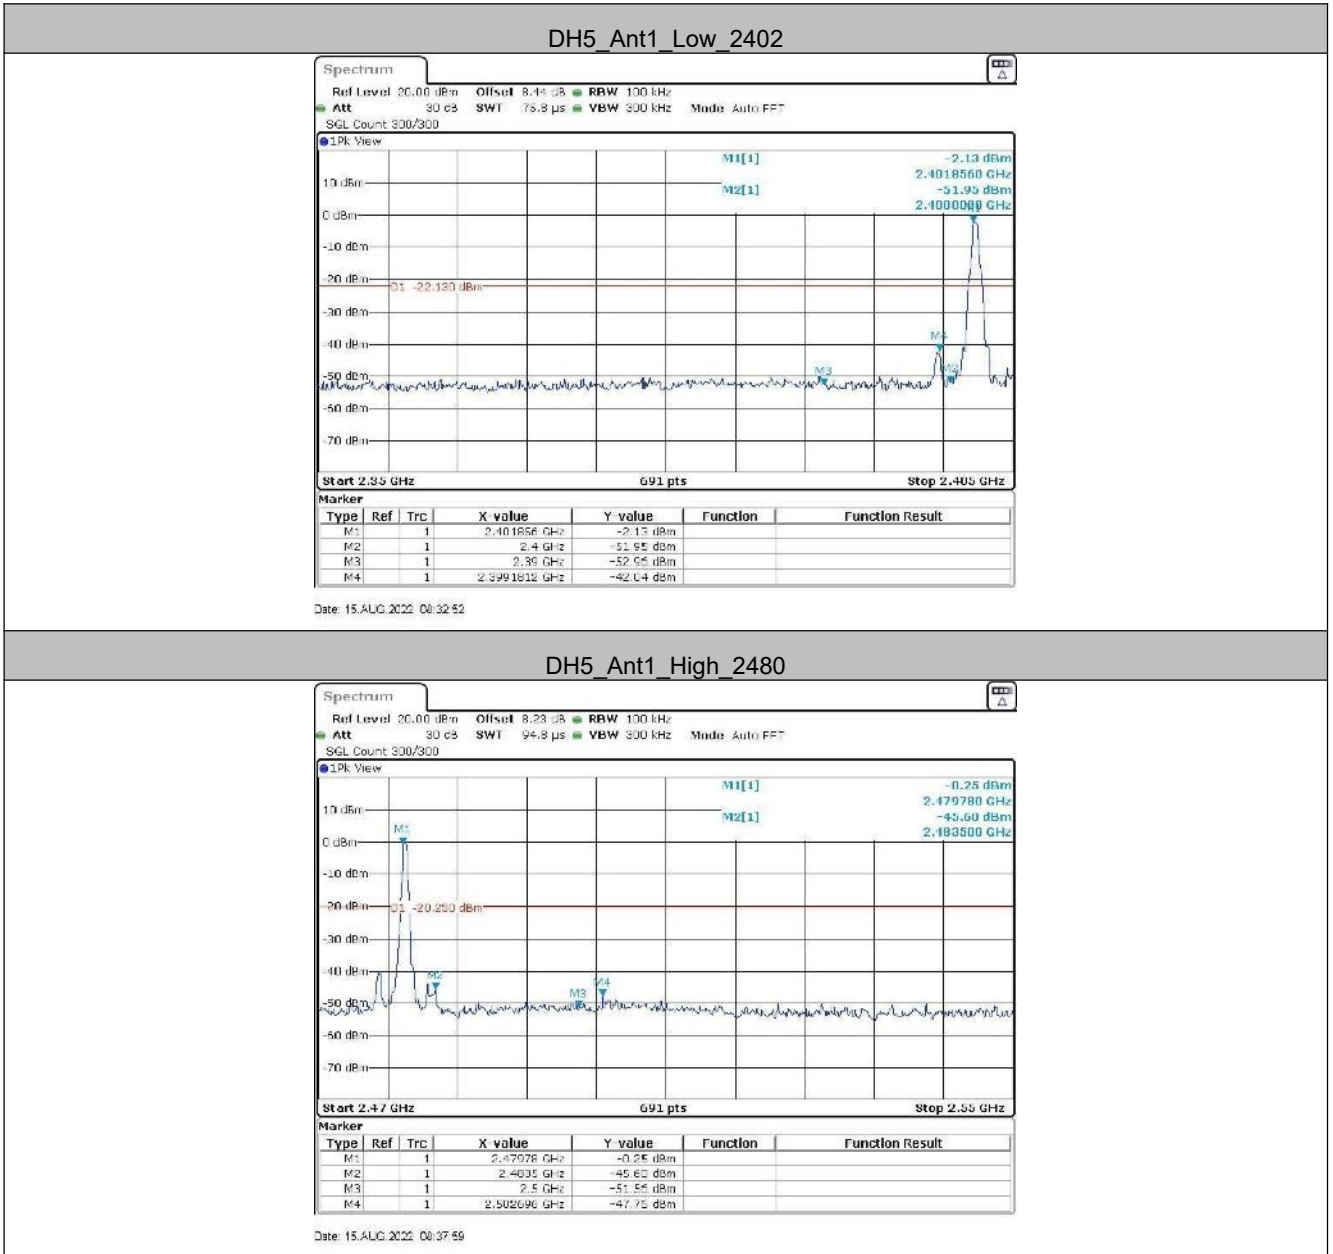 DH5_Ant1_Low_2402
Spectrum
Ref Level 20.00 dBm Offset 8.44 dB RBW 100 kHz
Att 30 dB SWT 75.8 µs VBW 300 kHz Mode Auto FFT
SGL Count 300/300
1Pk View
M1[1] -2.13 dBm
2.4018560 GHz
10 dBm
M2[1] -51.95 dBm
2.4000000 GHz
M1
0 dBm
-10 dBm
-20 dBm
D1 -22.130 dBm
-30 dBm
M4
-40 dBm
M3 M2
-50 dBm
-60 dBm
-70 dBm
Start 2.35 GHz 691 pts Stop 2.405 GHz
Marker
Type Ref Trc X-value Y-value Function Function Result
M1 1 2.401856 GHz -2.13 dBm
M2 1 2.4 GHz -51.95 dBm
M3 1 2.39 GHz -52.96 dBm
M4 1 2.3991812 GHz -42.04 dBm
Date: 15.AUG.2022 08:32:52
DH5_Ant1_High_2480
Spectrum
Ref Level 20.00 dBm Offset 8.23 dB RBW 100 kHz
Att 30 dB SWT 94.8 µs VBW 300 kHz Mode Auto FFT
SGL Count 300/300
1Pk View
M1[1] -0.25 dBm
2.479780 GHz
10 dBm
M2[1] -45.60 dBm
2.483500 GHz
M1
0 dBm
-10 dBm
-20 dBm
D1 -20.250 dBm
-30 dBm
-40 dBm
M2
M3 M4
-50 dBm
-60 dBm
-70 dBm
Start 2.47 GHz 691 pts Stop 2.55 GHz
Marker
Type Ref Trc X-value Y-value Function Function Result
M1 1 2.47978 GHz -0.25 dBm
M2 1 2.4835 GHz -45.60 dBm
M3 1 2.5 GHz -51.56 dBm
M4 1 2.502696 GHz -47.75 dBm
Date: 15.AUG.2022 08:37:59